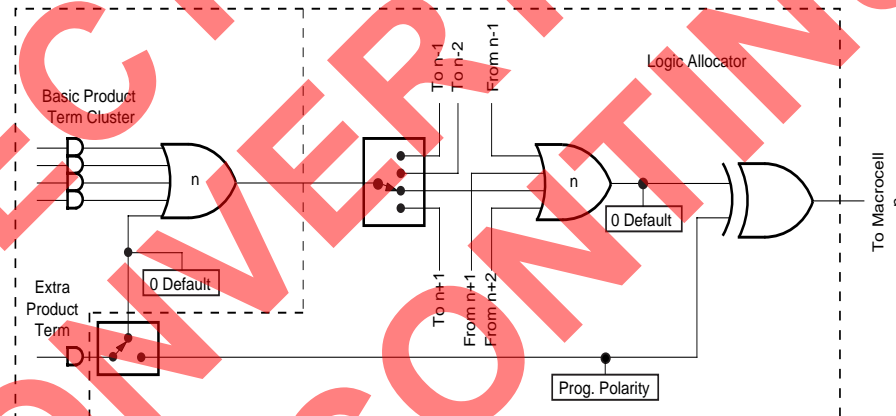 To n-1
To n-2
From n-1
Logic Allocator
Basic Product
Term Cluster
n
n
0 Default
To Macrocell
n
0 Default
Extra
Product
Term
To n+1
From n+1
From n+2
Prog. Polarity